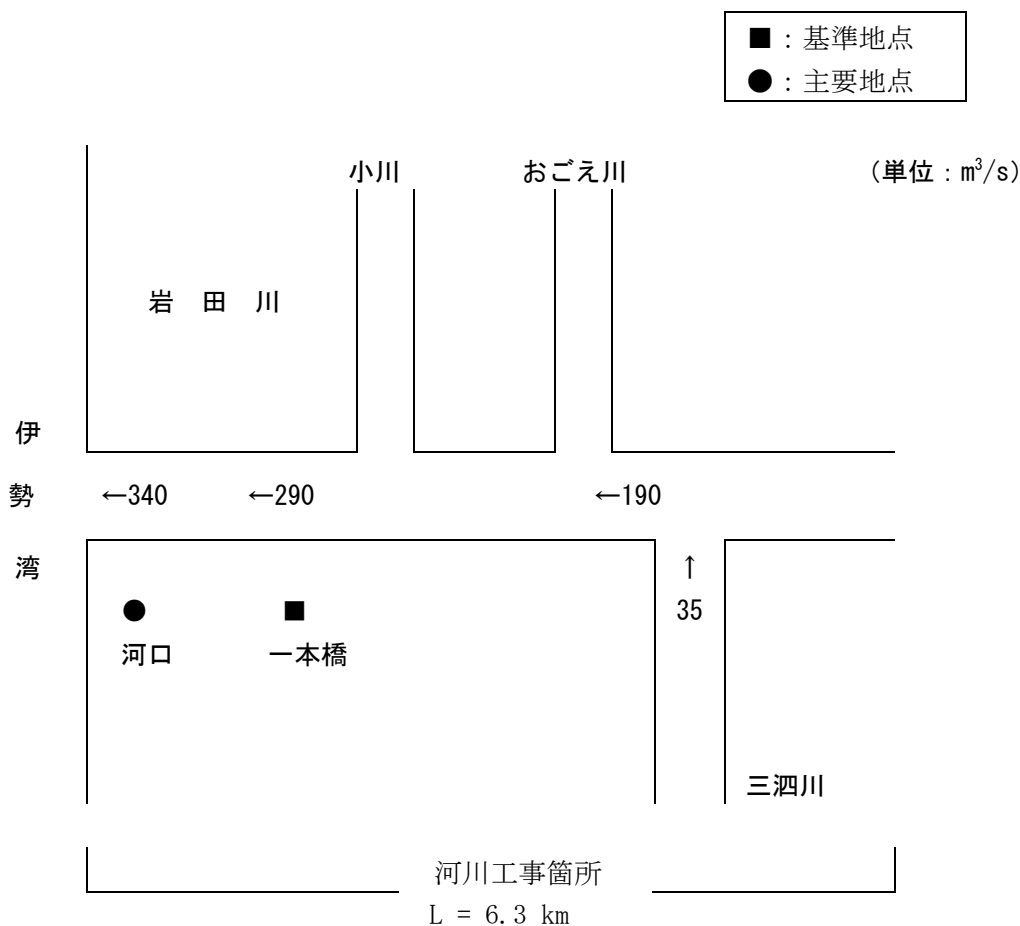 ■：基準地点
●：主要地点
小川 おごえ川 （単位：m³/s）
岩 田 川
伊
勢 ←340 ←290 ←190
湾 ↑
● ■ 35
河口 一本橋
三泗川
河川工事箇所
L = 6.3 km